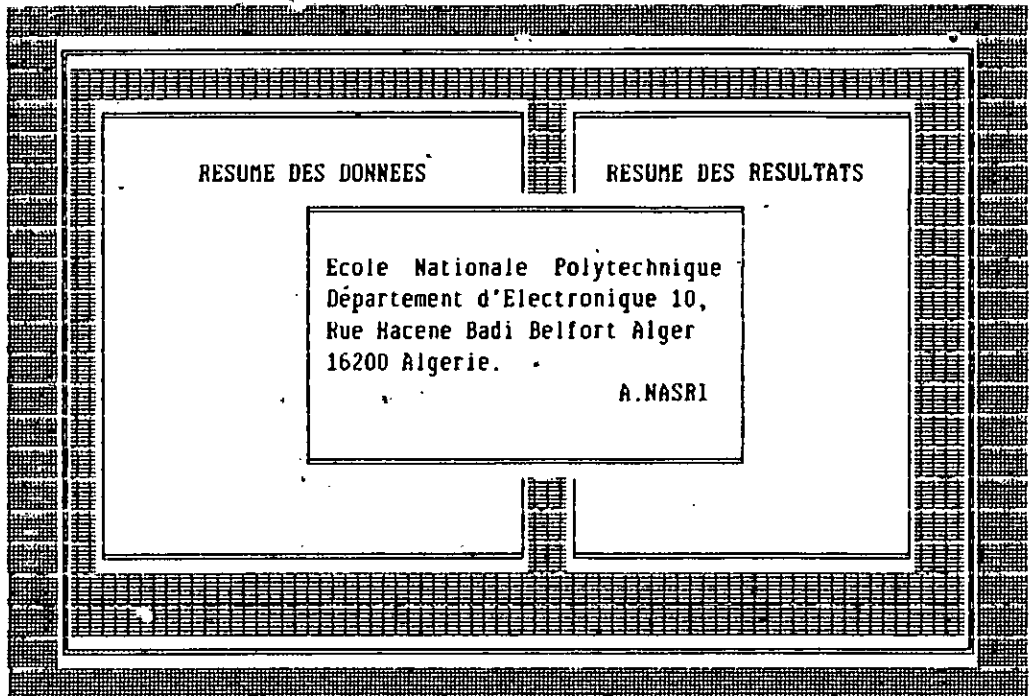 RESUME DES DONNEES
RESUME DES RESULTATS
Ecole Nationale Polytechnique
Département d'Electronique 10,
Rue Hacene Badi Belfort Alger
16200 Algerie.
A.NASRI